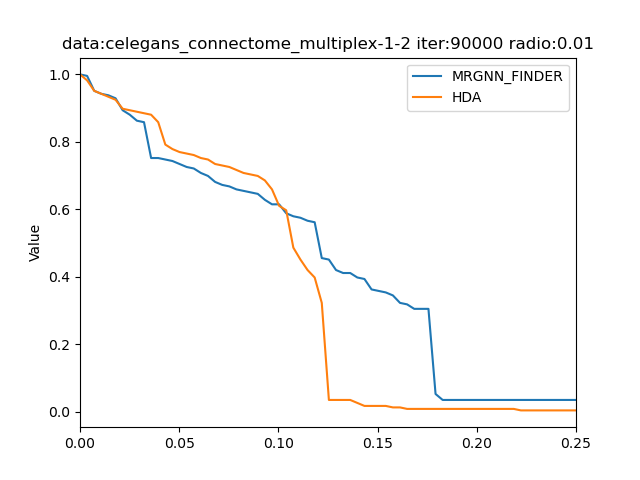 data:celegans_connectome_multiplex-1-2 iter:90000 radio:0.01
MRGNN_FINDER
HDA
Value
1.0
0.8
0.6
0.4
0.2
0.0
0.00 0.05 0.10 0.15 0.20 0.25